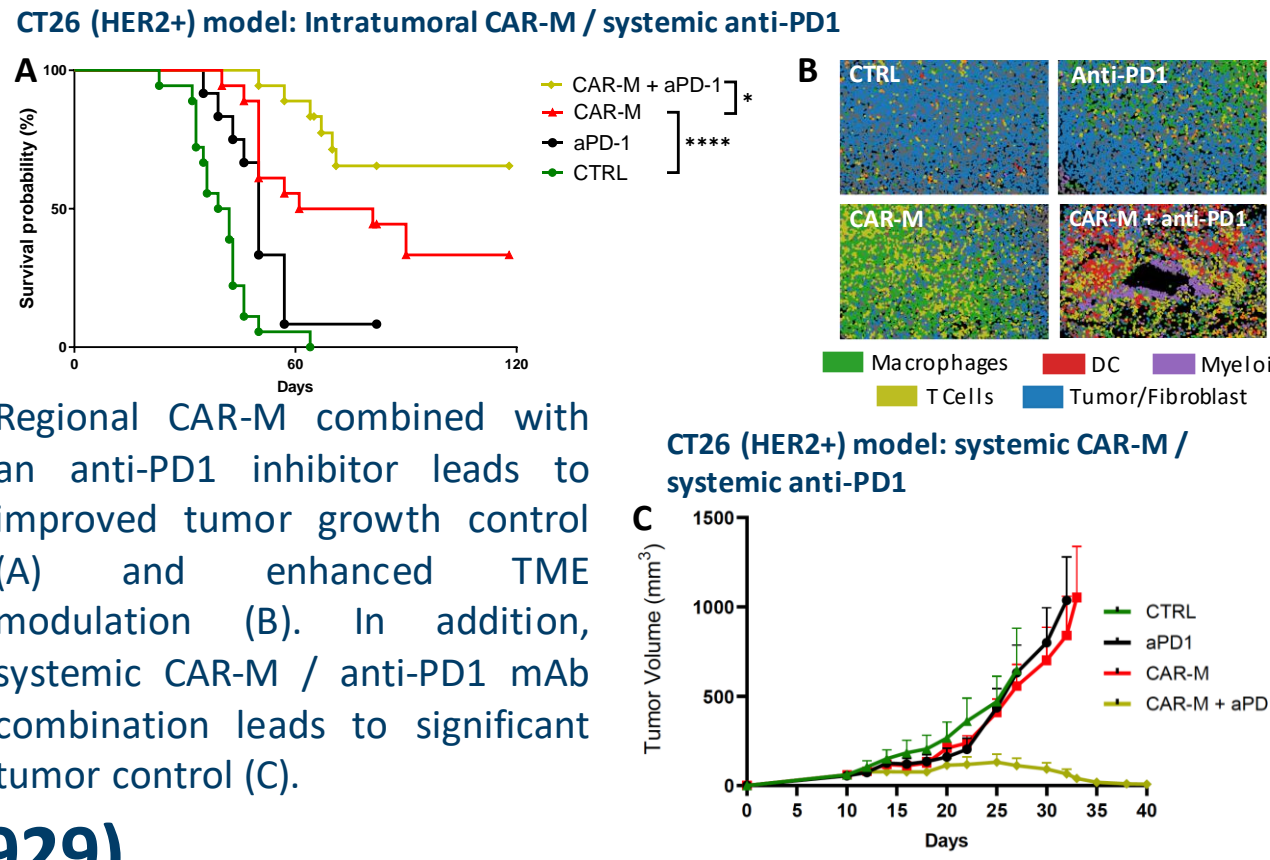 CT26 (HER2+) model: Intratumoral CAR-M / systemic anti-PD1
A
100
50
0
Survival probability (%)
0
60
120
Days
CAR-M + aPD-1
*
CAR-M
aPD-1
****
CTRL
B
CTRL
Anti-PD1
CAR-M
CAR-M + anti-PD1
Macrophages
DC
Myeloi
T Cells
Tumor/Fibroblast
Regional CAR-M combined with
an anti-PD1 inhibitor leads to
improved tumor growth control
(A) and enhanced TME
modulation (B). In addition,
systemic CAR-M / anti-PD1 mAb
combination leads to significant
tumor control (C).
929)
CT26 (HER2+) model: systemic CAR-M /
systemic anti-PD1
C
1500
1000
500
0
Tumor Volume (mm³)
0 5 10 15 20 25 30 35 40
Days
CTRL
aPD1
CAR-M
CAR-M + aPD